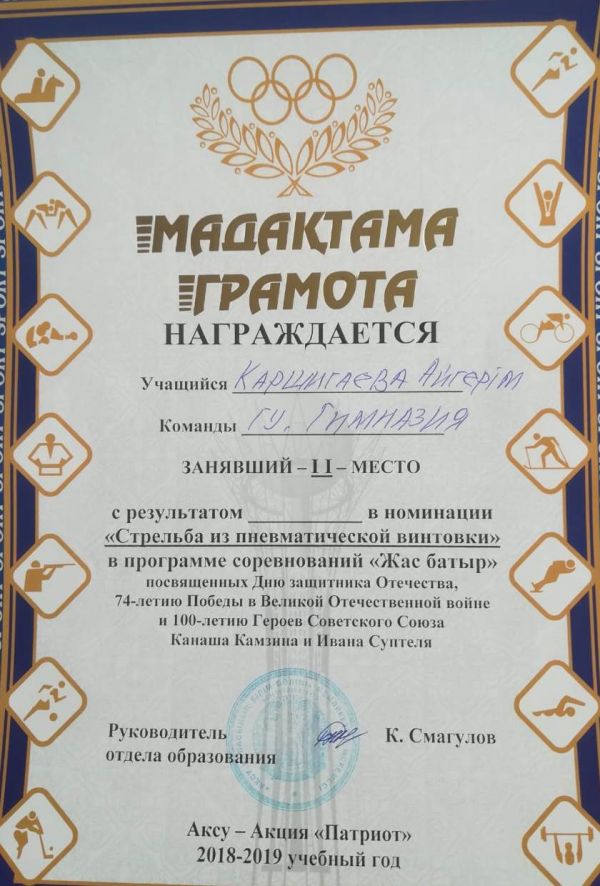 МАДАҚТАМА
ГРАМОТА
НАГРАЖДАЕТСЯ
Учащийся Каршигаева Айгерім
Команды ГУ. Гимназия
ЗАНЯВШИЙ – II – МЕСТО
с результатом ___________ в номинации
«Стрельба из пневматической винтовки»
в программе соревнований «Жас батыр»
посвященных Дню защитника Отечества,
74-летию Победы в Великой Отечественной войне
и 100-летию Героев Советского Союза
Канаша Камзина и Ивана Суптеля
Руководитель
отдела образования
К. Смагулов
Аксу – Акция «Патриот»
2018-2019 учебный год